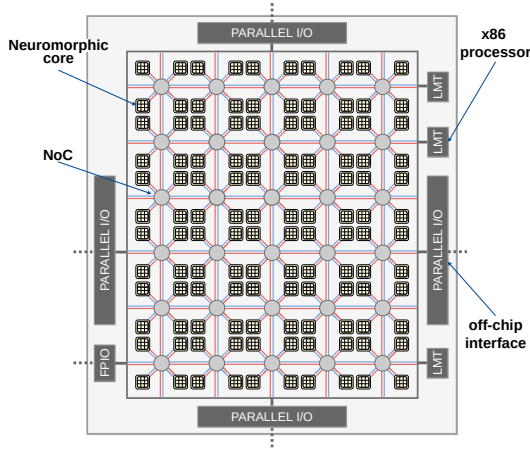 PARALLEL I/O
x86
processor
Neuromorphic
core
LMT
LMT
NoC
PARALLEL I/O
PARALLEL I/O
off-chip
interface
FPIO
LMT
PARALLEL I/O